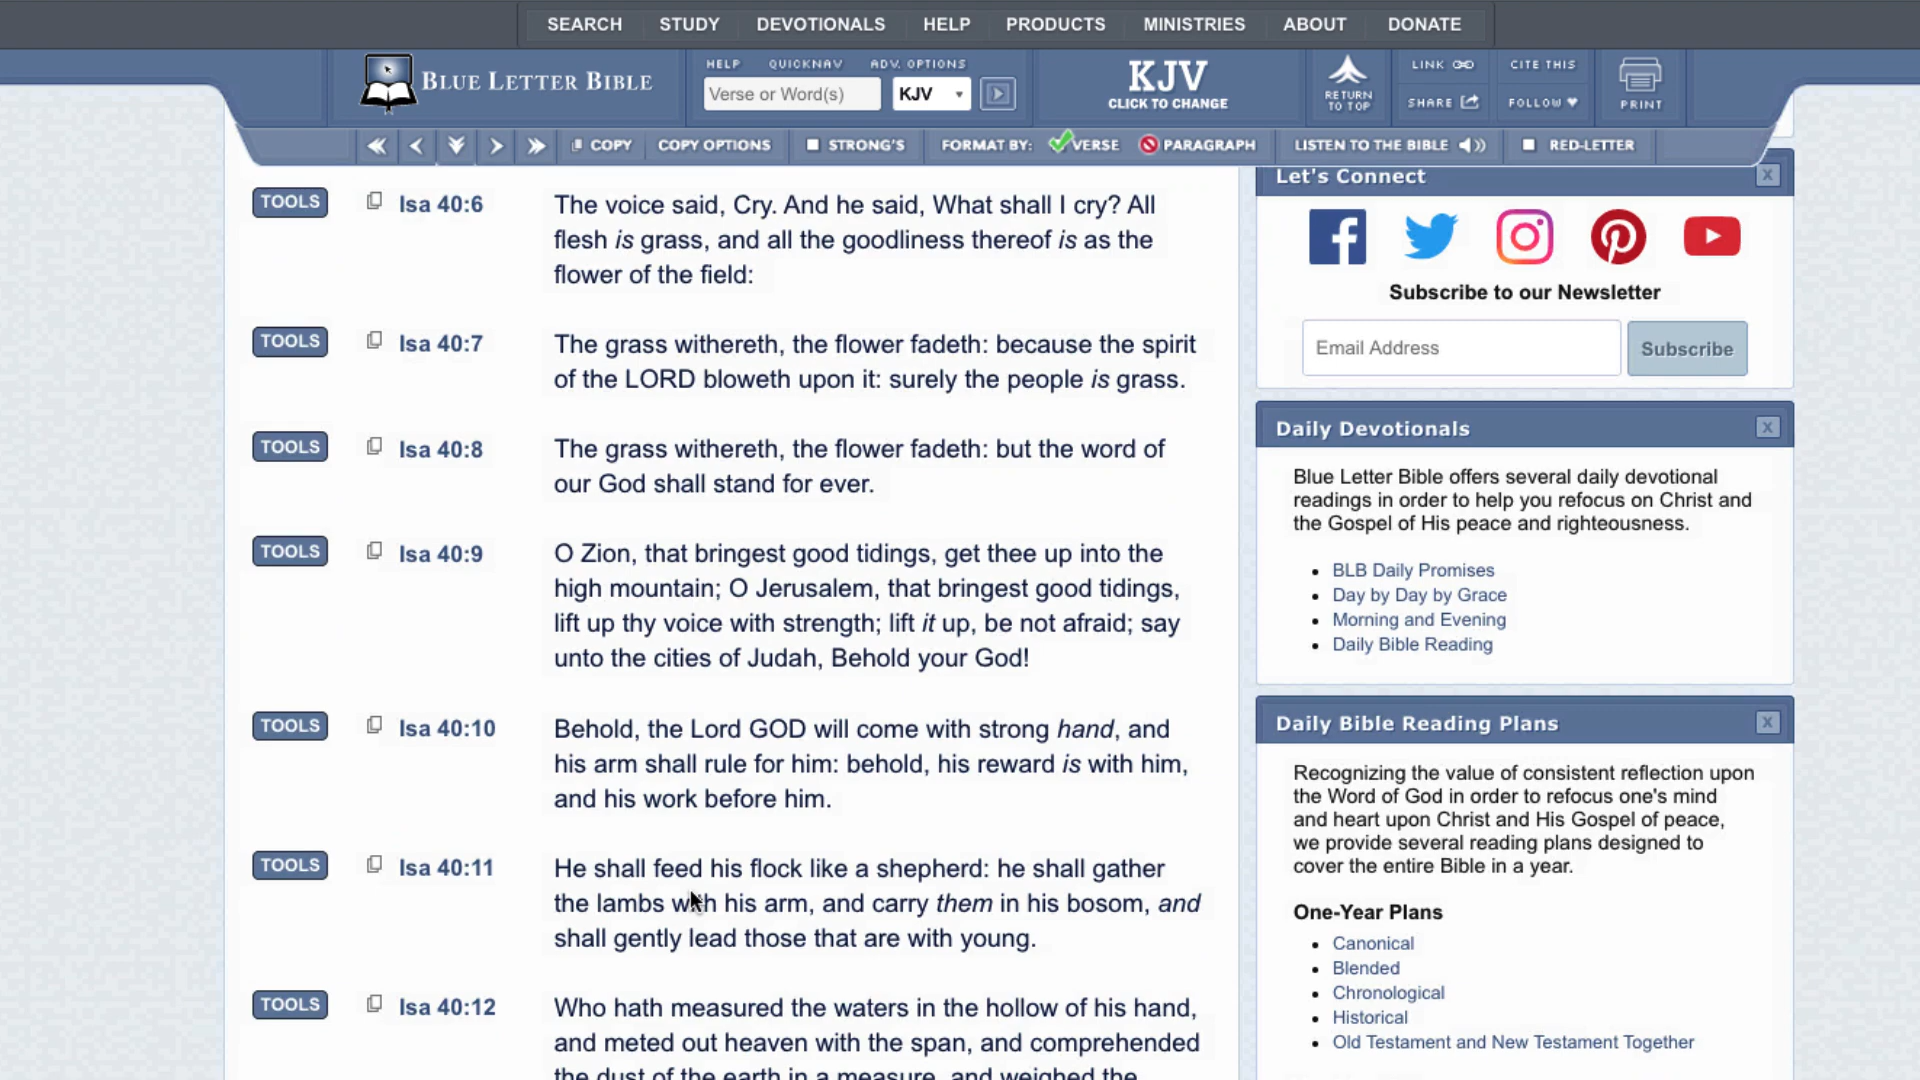 SEARCH STUDY DEVOTIONALS HELP PRODUCTS MINISTRIES ABOUT DONATE
BLUE LETTER BIBLE
HELP QUICKNAV ADV. OPTIONS
Verse or Word(s) KJV
KJV
CLICK TO CHANGE
RETURN
TO TOP
LINK CITE THIS
SHARE FOLLOW
PRINT
COPY COPY OPTIONS STRONG'S FORMAT BY: VERSE PARAGRAPH LISTEN TO THE BIBLE RED-LETTER
TOOLS Isa 40:6 The voice said, Cry. And he said, What shall I cry? All
flesh is grass, and all the goodliness thereof is as the
flower of the field:
TOOLS Isa 40:7 The grass withereth, the flower fadeth: because the spirit
of the LORD bloweth upon it: surely the people is grass.
TOOLS Isa 40:8 The grass withereth, the flower fadeth: but the word of
our God shall stand for ever.
TOOLS Isa 40:9 O Zion, that bringest good tidings, get thee up into the
high mountain; O Jerusalem, that bringest good tidings,
lift up thy voice with strength; lift it up, be not afraid; say
unto the cities of Judah, Behold your God!
TOOLS Isa 40:10 Behold, the Lord GOD will come with strong hand, and
his arm shall rule for him: behold, his reward is with him,
and his work before him.
TOOLS Isa 40:11 He shall feed his flock like a shepherd: he shall gather
the lambs with his arm, and carry them in his bosom, and
shall gently lead those that are with young.
TOOLS Isa 40:12 Who hath measured the waters in the hollow of his hand,
and meted out heaven with the span, and comprehended
the dust of the earth in a measure, and weighed the
Let's Connect X
Subscribe to our Newsletter
Email Address Subscribe
Daily Devotionals X
Blue Letter Bible offers several daily devotional
readings in order to help you refocus on Christ and
the Gospel of His peace and righteousness.
BLB Daily Promises
Day by Day by Grace
Morning and Evening
Daily Bible Reading
Daily Bible Reading Plans X
Recognizing the value of consistent reflection upon
the Word of God in order to refocus one's mind
and heart upon Christ and His Gospel of peace,
we provide several reading plans designed to
cover the entire Bible in a year.
One-Year Plans
Canonical
Blended
Chronological
Historical
Old Testament and New Testament Together